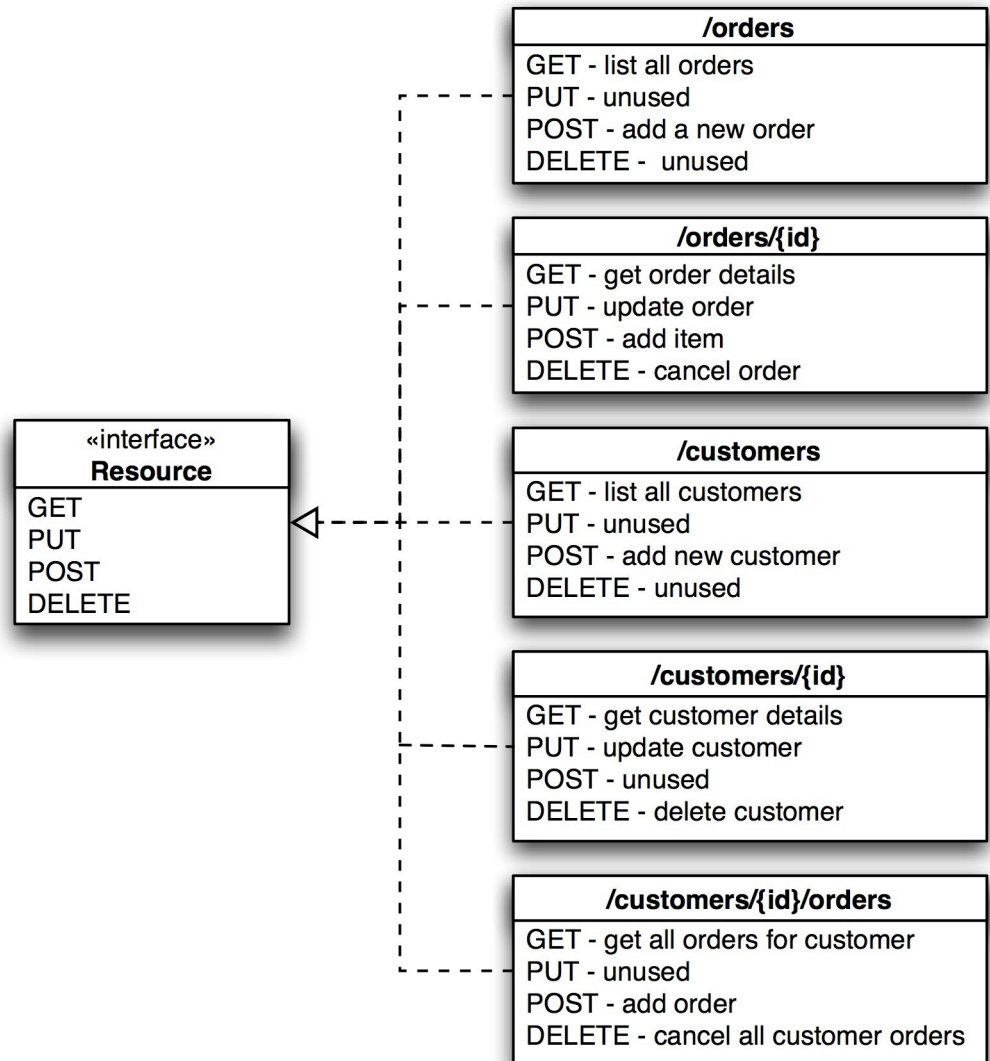 /orders
GET - list all orders
PUT - unused
POST - add a new order
DELETE -  unused
/orders/{id}
GET - get order details
PUT - update order
POST - add item
DELETE - cancel order
«interface»
Resource
GET
PUT
POST
DELETE
/customers
GET - list all customers
PUT - unused
POST - add new customer
DELETE - unused
/customers/{id}
GET - get customer details
PUT - update customer
POST - unused
DELETE - delete customer
/customers/{id}/orders
GET - get all orders for customer
PUT - unused
POST - add order
DELETE - cancel all customer orders